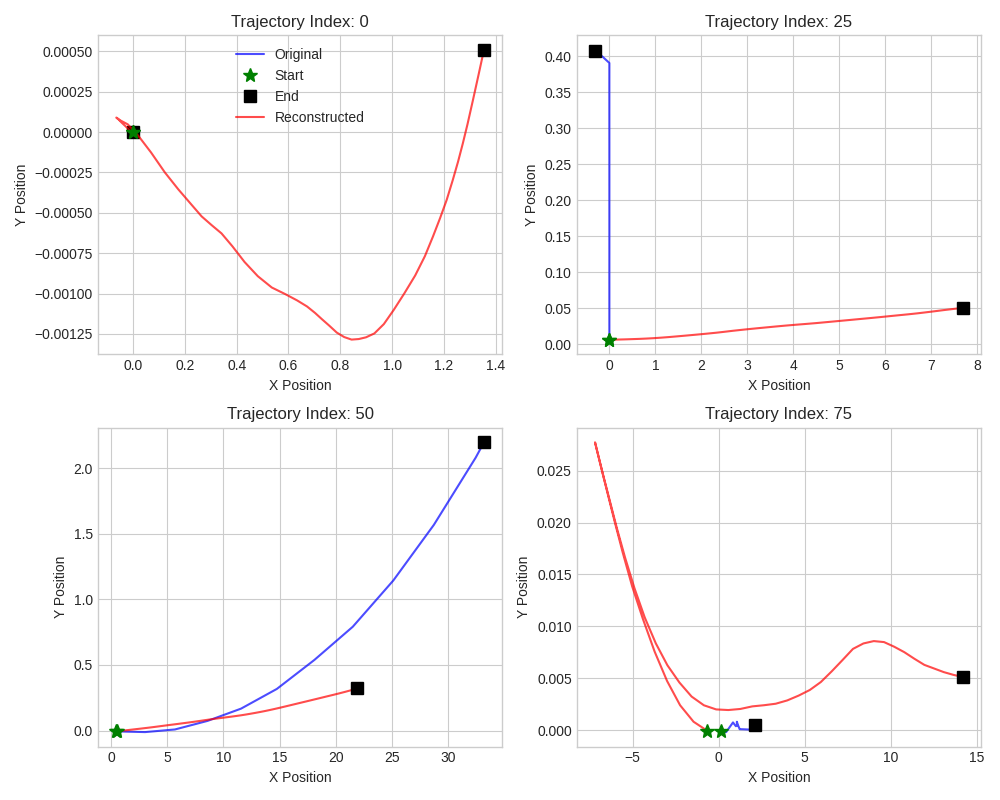 Trajectory Index: 0
Original
Start
End
Reconstructed
0.00050
0.00025
0.00000
−0.00025
−0.00050
−0.00075
−0.00100
−0.00125
Y Position
0.0 0.2 0.4 0.6 0.8 1.0 1.2 1.4
X Position
Trajectory Index: 25
0.40
0.35
0.30
0.25
0.20
0.15
0.10
0.05
0.00
Y Position
0 1 2 3 4 5 6 7 8
X Position
Trajectory Index: 50
2.0
1.5
1.0
0.5
0.0
Y Position
0 5 10 15 20 25 30
X Position
Trajectory Index: 75
0.025
0.020
0.015
0.010
0.005
0.000
Y Position
−5 0 5 10 15
X Position